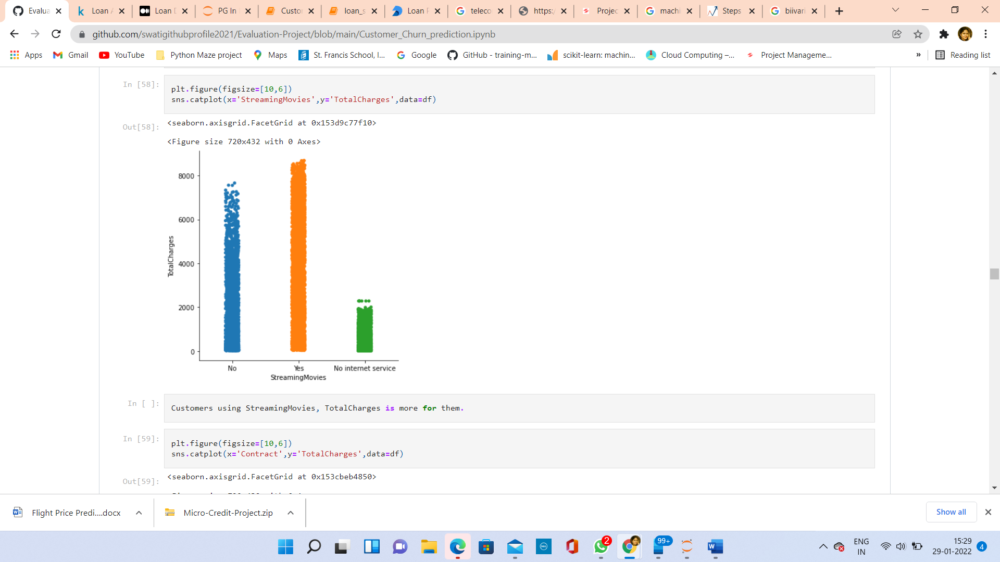 Evalua
Loan A
Loan D
PG In
Custo
loan_s
Loan P
teleco
https:/
Projec
machi
Steps
biivari
github.com/swatigithubprofile2021/Evaluation-Project/blob/main/Customer_Churn_prediction.ipynb
Apps
Gmail
YouTube
Python Maze project
Maps
St. Francis School, I...
Google
GitHub - training-m...
scikit-learn: machin...
Cloud Computing –...
Project Manageme...
»
Reading list
In [58]:
plt.figure(figsize=[10,6])
sns.catplot(x='StreamingMovies',y='TotalCharges',data=df)
Out[58]:
<seaborn.axisgrid.FacetGrid at 0x153d9c77f10>
<Figure size 720x432 with 0 Axes>
8000
6000
4000
2000
0
TotalCharges
No
Yes
No internet service
StreamingMovies
In [ ]:
Customers using StreamingMovies, TotalCharges is more for them.
In [59]:
plt.figure(figsize=[10,6])
sns.catplot(x='Contract',y='TotalCharges',data=df)
Out[59]:
<seaborn.axisgrid.FacetGrid at 0x153cbeb4850>
Flight Price Predi....docx
Micro-Credit-Project.zip
Show all
2
99+
ENG
IN
15:29
29-01-2022
4